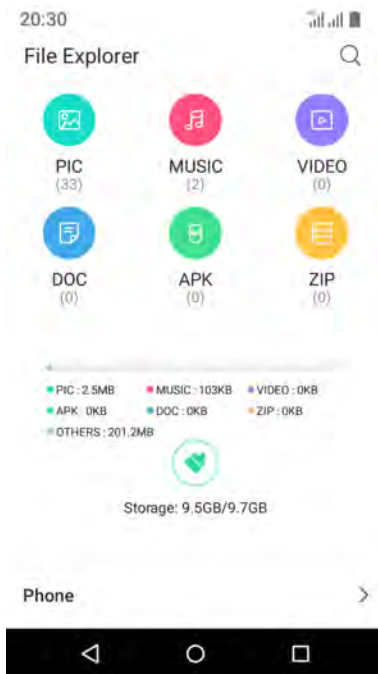 20:30
File Explorer
PIC MUSIC VIDEO
(33) (2) (0)
DOC APK ZIP
(0) (0) (0)
PIC : 2.5MB MUSIC : 103KB VIDEO : 0KB
APK : 0KB DOC : 0KB ZIP : 0KB
OTHERS : 201.2MB
Storage: 9.5GB/9.7GB
Phone